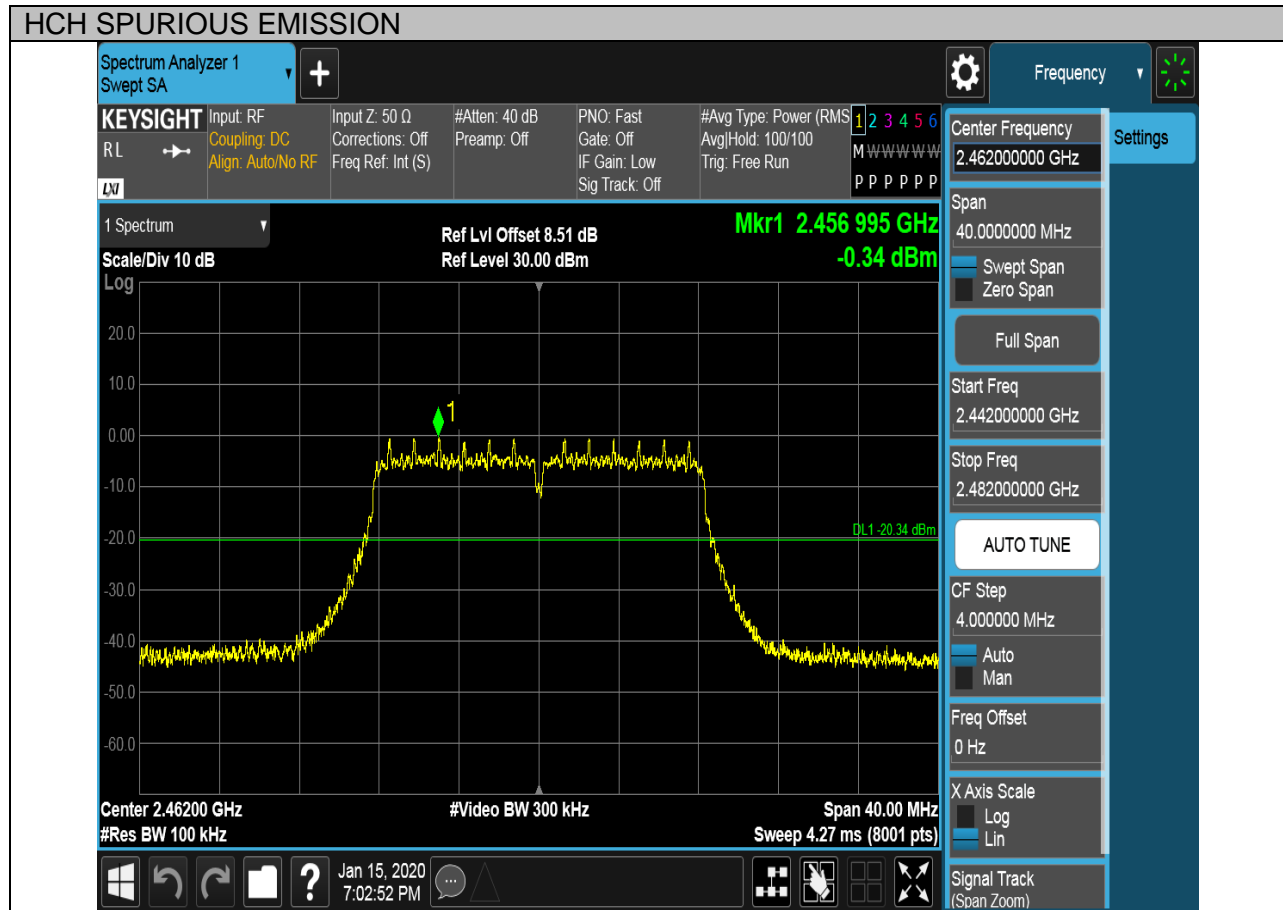 HCH SPURIOUS EMISSION
Spectrum Analyzer 1
Swept SA
+
Frequency
KEYSIGHT
RL
LXI
Input: RF
Coupling: DC
Align: Auto/No RF
Input Z: 50 Ω
Corrections: Off
Freq Ref: Int (S)
#Atten: 40 dB
Preamp: Off
PNO: Fast
Gate: Off
IF Gain: Low
Sig Track: Off
#Avg Type: Power (RMS
Avg|Hold: 100/100
Trig: Free Run
1 2 3 4 5 6
M W W W W W
P P P P P P
1 Spectrum
Scale/Div 10 dB
Ref Lvl Offset 8.51 dB
Ref Level 30.00 dBm
Mkr1 2.456 995 GHz
-0.34 dBm
Log
20.0
10.0
0.00
-10.0
-20.0
-30.0
-40.0
-50.0
-60.0
1
DL1 -20.34 dBm
Center 2.46200 GHz
#Res BW 100 kHz
#Video BW 300 kHz
Span 40.00 MHz
Sweep 4.27 ms (8001 pts)
?
Jan 15, 2020
7:02:52 PM
Center Frequency
2.462000000 GHz
Settings
Span
40.0000000 MHz
Swept Span
Zero Span
Full Span
Start Freq
2.442000000 GHz
Stop Freq
2.482000000 GHz
AUTO TUNE
CF Step
4.000000 MHz
Auto
Man
Freq Offset
0 Hz
X Axis Scale
Log
Lin
Signal Track
(Span Zoom)